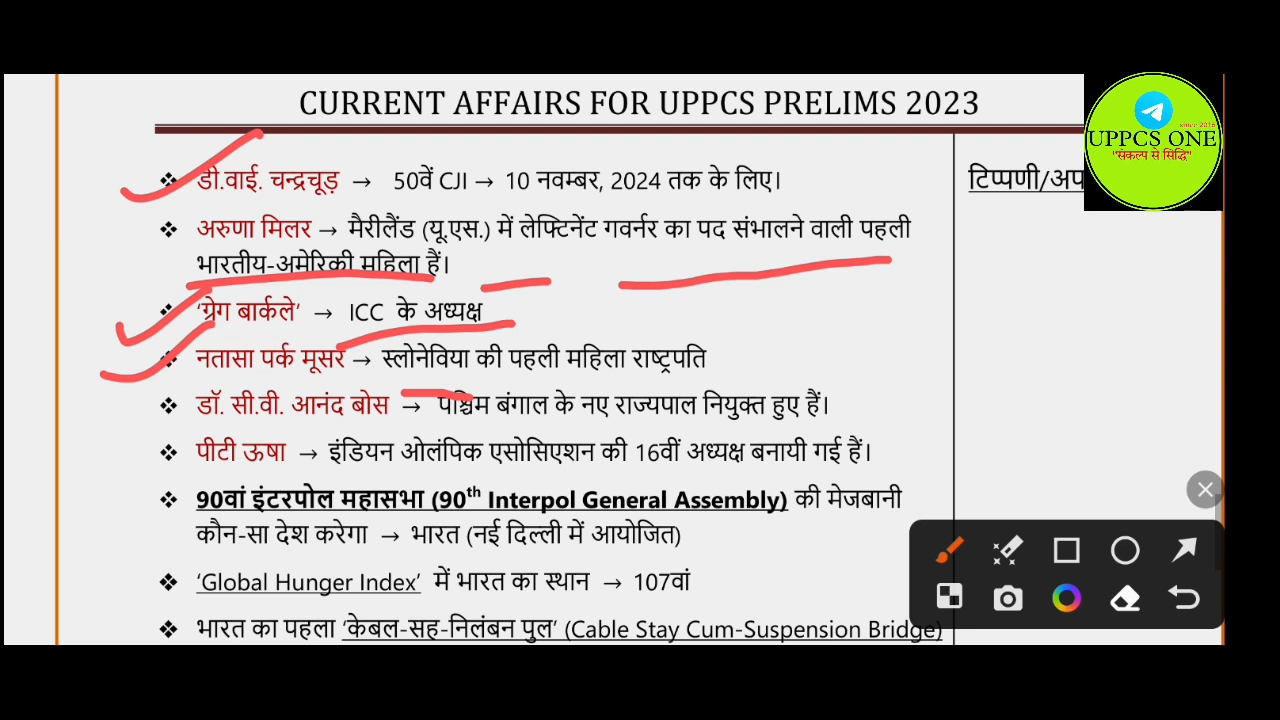 CURRENT AFFAIRS FOR UPPCS PRELIMS 2023
since 2016
UPPCS ONE
"संकल्प से सिद्धि"
टिप्पणी/अप
❖ डी.वाई. चन्द्रचूड़ → 50वें CJI → 10 नवम्बर, 2024 तक के लिए।
❖ अरुणा मिलर → मैरीलैंड (यू.एस.) में लेफ्टिनेंट गवर्नर का पद संभालने वाली पहली
भारतीय-अमेरिकी महिला हैं।
❖ ‘ग्रेग बार्कले’ → ICC के अध्यक्ष
❖ नतासा पर्क मूसर → स्लोनेविया की पहली महिला राष्ट्रपति
❖ डॉ. सी.वी. आनंद बोस → पश्चिम बंगाल के नए राज्यपाल नियुक्त हुए हैं।
❖ पीटी ऊषा → इंडियन ओलंपिक एसोसिएशन की 16वीं अध्यक्ष बनायी गई हैं।
❖ 90वां इंटरपोल महासभा (90th Interpol General Assembly) की मेजबानी
कौन-सा देश करेगा → भारत (नई दिल्ली में आयोजित)
❖ ‘Global Hunger Index’ में भारत का स्थान → 107वां
❖ भारत का पहला ‘केबल-सह-निलंबन पुल’ (Cable Stay Cum-Suspension Bridge)